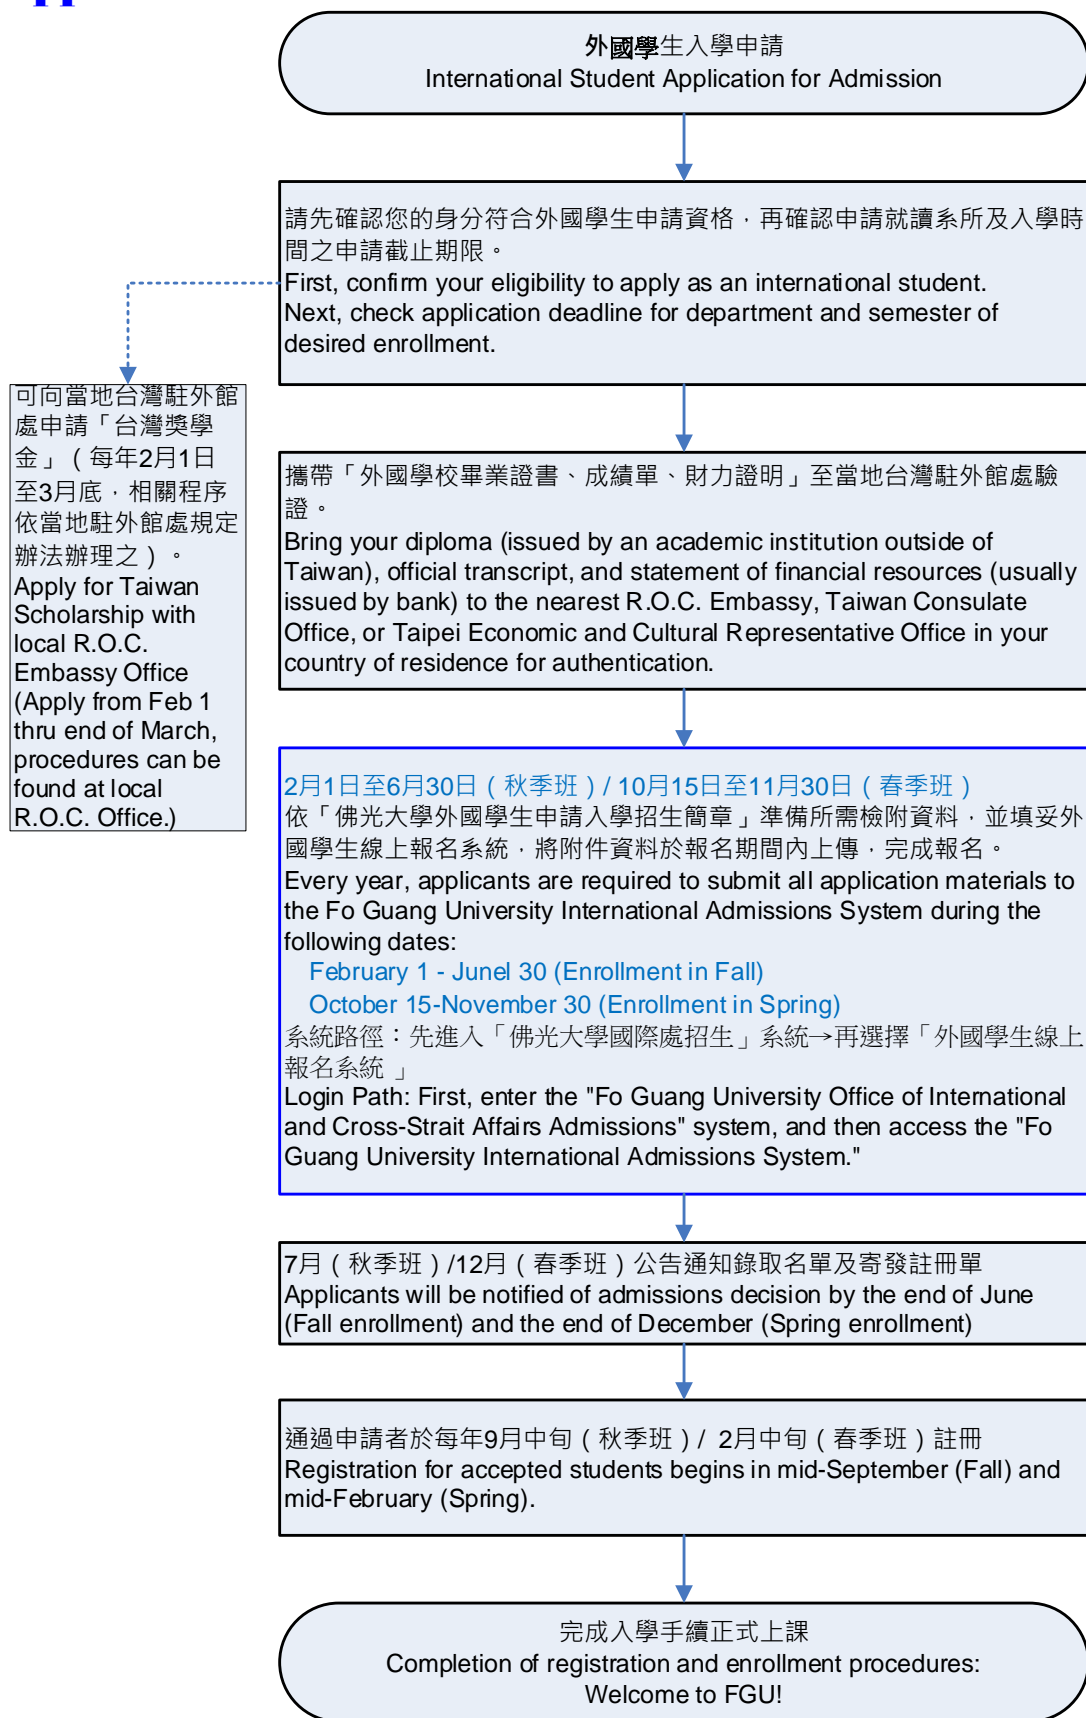 外國學生入學申請
International Student Application for Admission
請先確認您的身分符合外國學生申請資格，再確認申請就讀系所及入學時
間之申請截止期限。
First, confirm your eligibility to apply as an international student.
Next, check application deadline for department and semester of
desired enrollment.
可向當地台灣駐外館
處申請「台灣獎學
金」（每年2月1日
至3月底，相關程序
依當地駐外館處規定
辦法辦理之）。
Apply for Taiwan
Scholarship with
local R.O.C.
Embassy Office
(Apply from Feb 1
thru end of March,
procedures can be
found at local
R.O.C. Office.)
攜帶「外國學校畢業證書、成績單、財力證明」至當地台灣駐外館處驗
證。
Bring your diploma (issued by an academic institution outside of
Taiwan), official transcript, and statement of financial resources (usually
issued by bank) to the nearest R.O.C. Embassy, Taiwan Consulate
Office, or Taipei Economic and Cultural Representative Office in your
country of residence for authentication.
2月1日至6月30日（秋季班）/ 10月15日至11月30日（春季班）
依「佛光大學外國學生申請入學招生簡章」準備所需檢附資料，並填妥外
國學生線上報名系統，將附件資料於報名期間內上傳，完成報名。
Every year, applicants are required to submit all application materials to
the Fo Guang University International Admissions System during the
following dates:
February 1 - Junel 30 (Enrollment in Fall)
October 15-November 30 (Enrollment in Spring)
系統路徑：先進入「佛光大學國際處招生」系統→再選擇「外國學生線上
報名系統 」
Login Path: First, enter the "Fo Guang University Office of International
and Cross-Strait Affairs Admissions" system, and then access the "Fo
Guang University International Admissions System."
7月（秋季班）/12月（春季班）公告通知錄取名單及寄發註冊單
Applicants will be notified of admissions decision by the end of June
(Fall enrollment) and the end of December (Spring enrollment)
通過申請者於每年9月中旬（秋季班）/ 2月中旬（春季班）註冊
Registration for accepted students begins in mid-September (Fall) and
mid-February (Spring).
完成入學手續正式上課
Completion of registration and enrollment procedures:
Welcome to FGU!